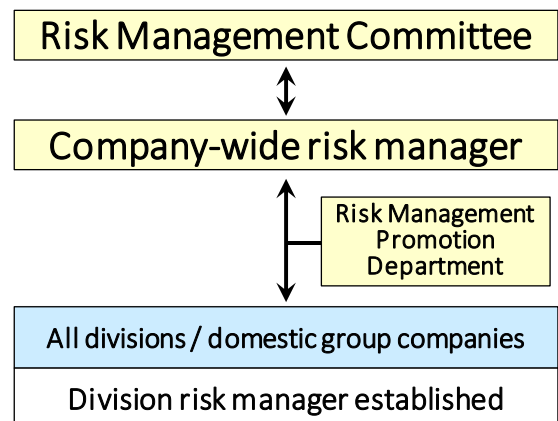 Risk Management Committee
Company-wide risk manager
Risk Management
Promotion
Department
All divisions / domestic group companies
Division risk manager established